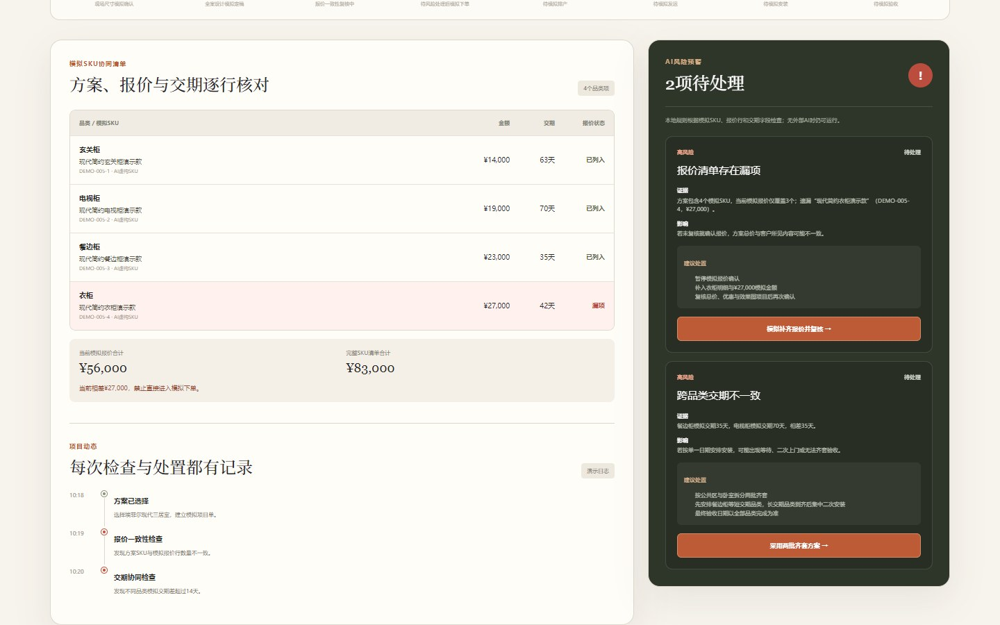 现场尺寸模拟确认
全案设计模拟定稿
报价一致性复核中
待风险处理后模拟下单
待模拟排产
待模拟发运
待模拟安装
待模拟验收
模拟SKU协同清单
方案、报价与交期逐行核对
4个品类项
品类 / 模拟SKU 金额 交期 报价状态
玄关柜
现代简约玄关柜演示款
DEMO-005-1 · AI虚构SKU
¥14,000 63天 已列入
电视柜
现代简约电视柜演示款
DEMO-005-2 · AI虚构SKU
¥19,000 70天 已列入
餐边柜
现代简约餐边柜演示款
DEMO-005-3 · AI虚构SKU
¥23,000 35天 已列入
衣柜
现代简约衣柜演示款
DEMO-005-4 · AI虚构SKU
¥27,000 42天 漏项
当前模拟报价合计
¥56,000
完整SKU清单合计
¥83,000
当前相差¥27,000，禁止直接进入模拟下单。
项目动态
每次检查与处置都有记录
演示日志
10:18
方案已选择
选择埃菲尔现代三居室，建立模拟项目单。
10:19
报价一致性检查
发现方案SKU与模拟报价行数量不一致。
10:20
交期协同检查
发现不同品类模拟交期差超过14天。
AI风险预警
2项待处理
!
本地规则根据模拟SKU、报价行和交期字段检查；无外部AI时仍可运行。
高风险 待处理
报价清单存在漏项
证据
方案包含4个模拟SKU，当前模拟报价仅覆盖3个；遗漏“现代简约衣柜演示款”（DEMO-005-
4，¥27,000）。
影响
若未复核就确认报价，方案总价与客户所见内容可能不一致。
建议处置
暂停模拟报价确认
补入衣柜明细与¥27,000模拟金额
复核总价、优惠与效果图项目后再次确认
模拟补齐报价并复核 →
高风险 待处理
跨品类交期不一致
证据
餐边柜模拟交期35天，电视柜模拟交期70天，相差35天。
影响
若按单一日期安排安装，可能出现等待、二次上门或无法齐套验收。
建议处置
按公共区与卧室拆分两批齐套
先安排餐边柜等短交期品类，长交期品类到齐后集中二次安装
最终验收日期以全部品类完成为准
采用两批齐套方案 →